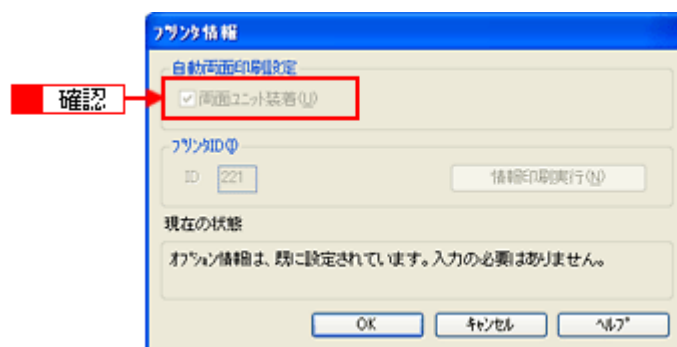 プリンタ情報
自動両面印刷設定
確認
両面ユニット装着(U)
プリンタID(I)
ID 221 情報印刷実行(N)
現在の状態
オプション情報は、既に設定されています。入力の必要はありません。
OK キャンセル ヘルプ